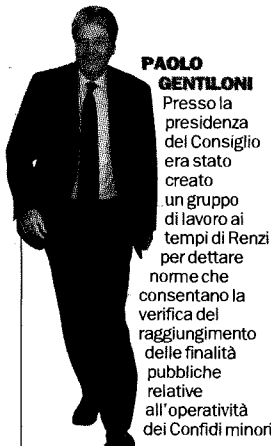 PAOLO
GENTILONI
Presso la
presidenza
del Consiglio
era stato
creato
un gruppo
di lavoro ai
tempi di Renzi
per dettare
norme che
consentano la
verifica del
raggiungimento
delle finalità
pubbliche
relative
all'operatività
dei Confidi minori